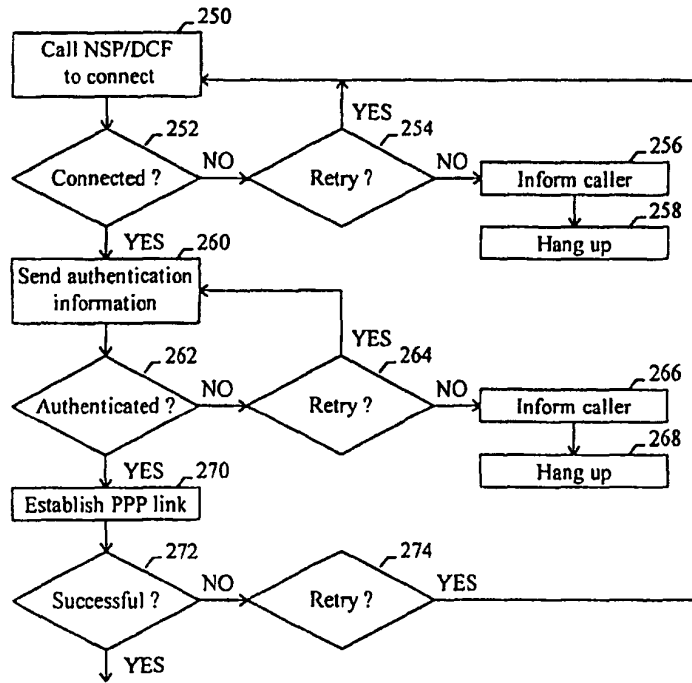 250
Call NSP/DCF
to connect
252
Connected ?
NO
YES
254
Retry ?
NO
256
Inform caller
258
Hang up
YES
260
Send authentication
information
262
Authenticated ?
NO
YES
264
Retry ?
NO
266
Inform caller
268
Hang up
YES
270
Establish PPP link
272
Successful ?
NO
274
Retry ?
YES
YES